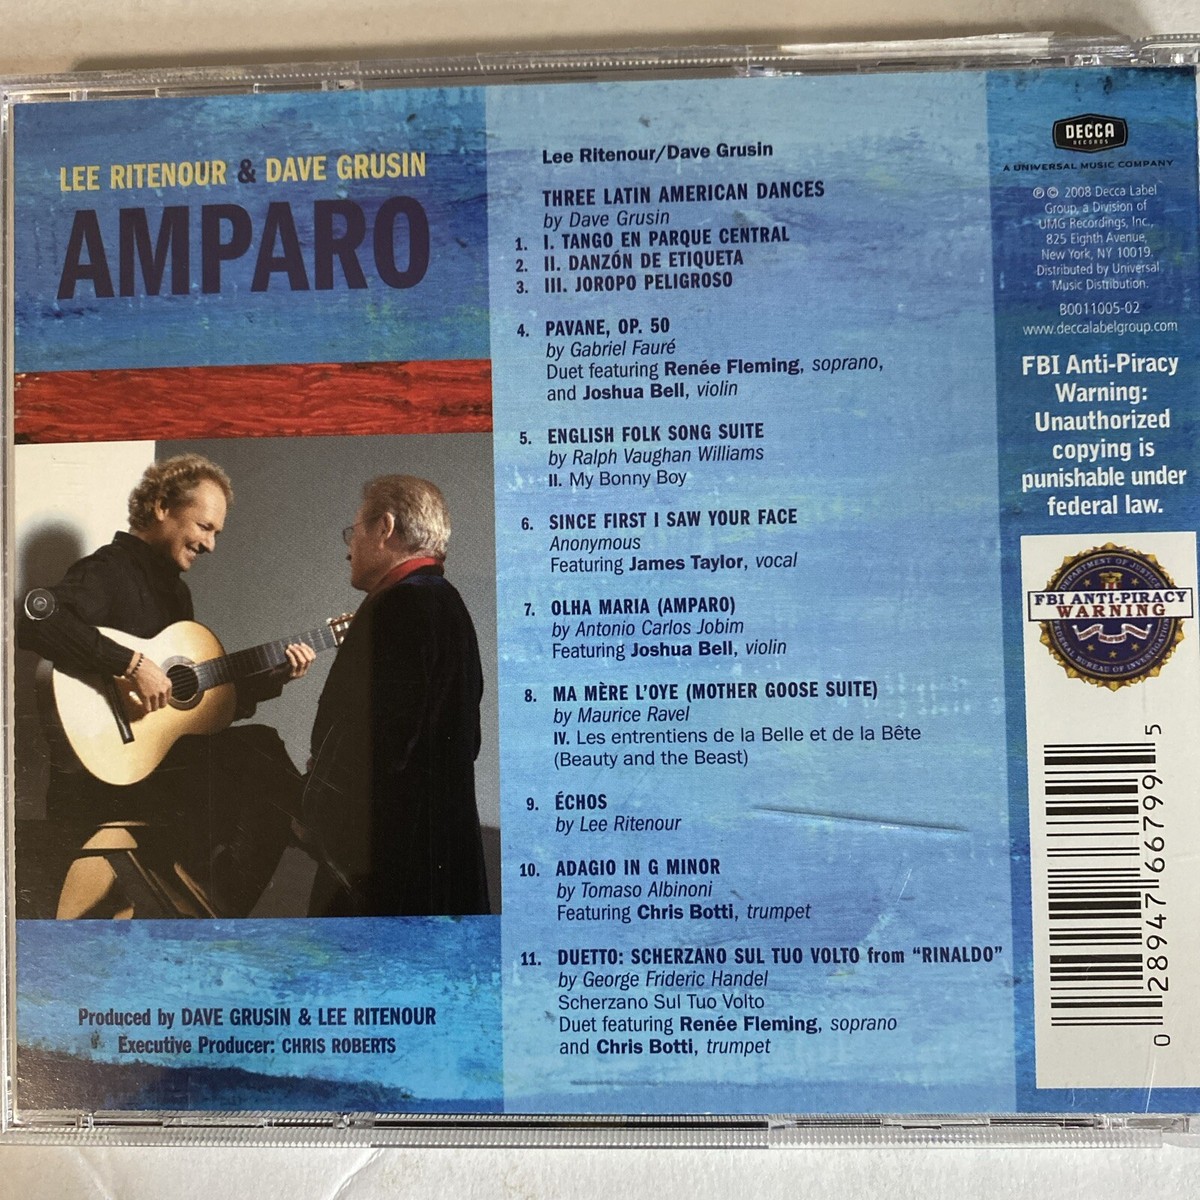 LEE RITENOUR & DAVE GRUSIN
AMPARO
Produced by DAVE GRUSIN & LEE RITENOUR
Executive Producer: CHRIS ROBERTS
Lee Ritenour/Dave Grusin
THREE LATIN AMERICAN DANCES
by Dave Grusin
1. I. TANGO EN PARQUE CENTRAL
2. II. DANZÓN DE ETIQUETA
3. III. JOROPO PELIGROSO
4. PAVANE, OP. 50
by Gabriel Fauré
Duet featuring Renée Fleming, soprano,
and Joshua Bell, violin
5. ENGLISH FOLK SONG SUITE
by Ralph Vaughan Williams
II. My Bonny Boy
6. SINCE FIRST I SAW YOUR FACE
Anonymous
Featuring James Taylor, vocal
7. OLHA MARIA (AMPARO)
by Antonio Carlos Jobim
Featuring Joshua Bell, violin
8. MA MÈRE L'OYE (MOTHER GOOSE SUITE)
by Maurice Ravel
IV. Les entretiens de la Belle et de la Bête
(Beauty and the Beast)
9. ÉCHOS
by Lee Ritenour
10. ADAGIO IN G MINOR
by Tomaso Albinoni
Featuring Chris Botti, trumpet
11. DUETTO: SCHERZANO SUL TUO VOLTO from "RINALDO"
by George Frideric Handel
Scherzano Sul Tuo Volto
Duet featuring Renée Fleming, soprano
and Chris Botti, trumpet
DECCA
RECORDS
A UNIVERSAL MUSIC COMPANY
℗© 2008 Decca Label
Group, a Division of
UMG Recordings, Inc.,
825 Eighth Avenue,
New York, NY 10019.
Distributed by Universal
Music Distribution.
B0011005-02
www.deccalabelgroup.com
FBI Anti-Piracy
Warning:
Unauthorized
copying is
punishable under
federal law.
DEPARTMENT OF JUSTICE
FBI ANTI-PIRACY
WARNING
FEDERAL BUREAU OF INVESTIGATION
0 28947 66799 5